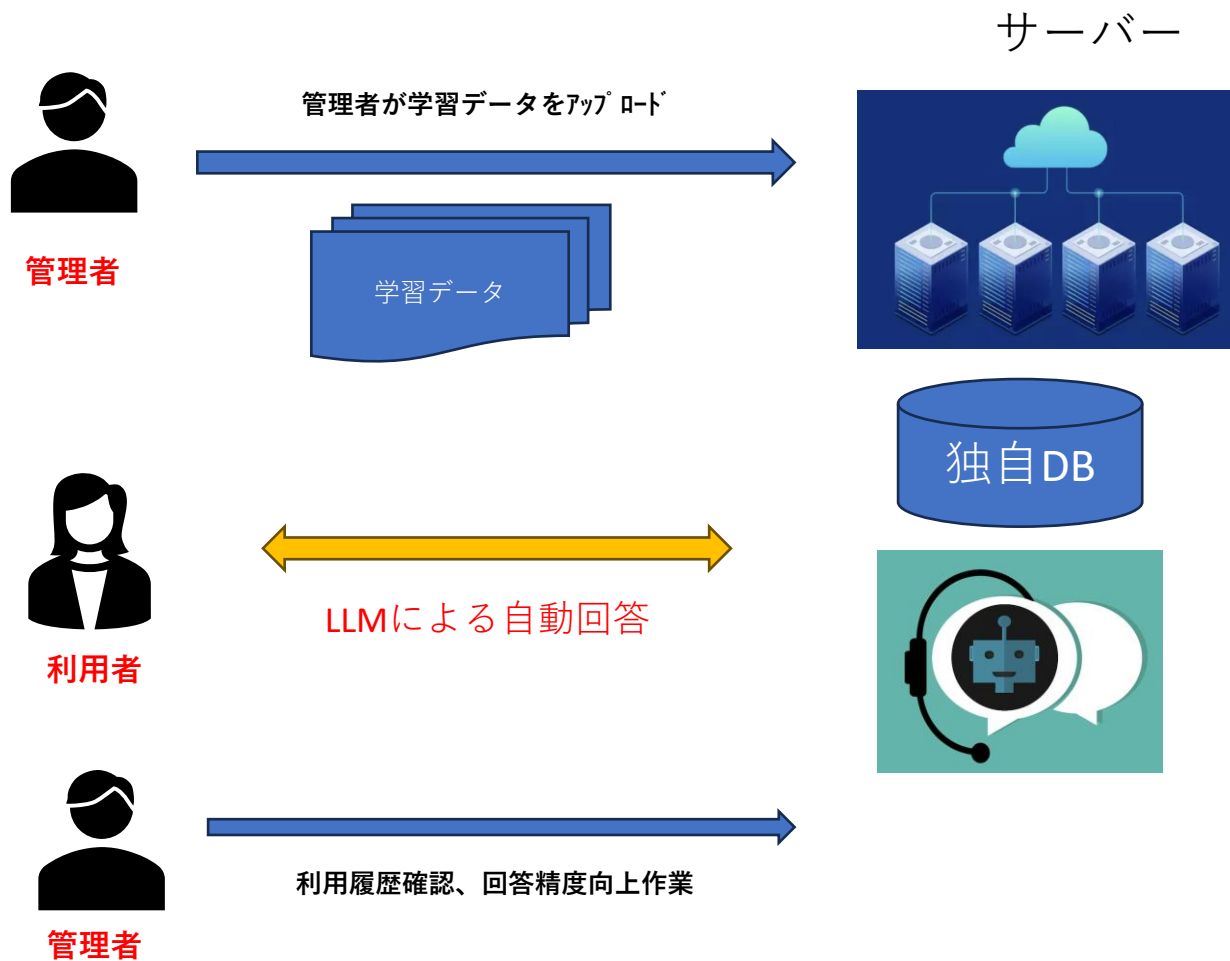 サーバー
管理者が学習データをｱｯﾌﾟﾛｰﾄﾞ
管理者
学習データ
独自DB
LLMによる自動回答
利用者
利用履歴確認、回答精度向上作業
管理者